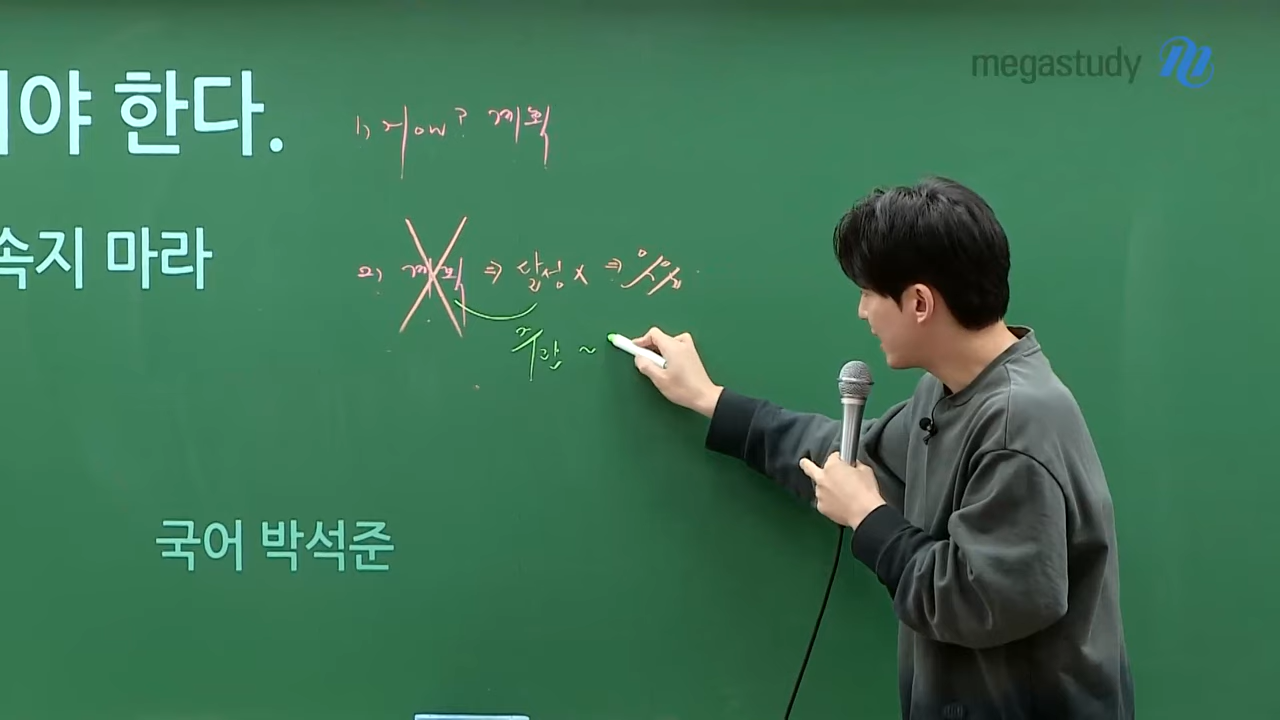 megastudy
야 한다.
1) How? 계획
속지 마라
2) 계획 ⇒ 달성 x ⇒
~
국어 박석준